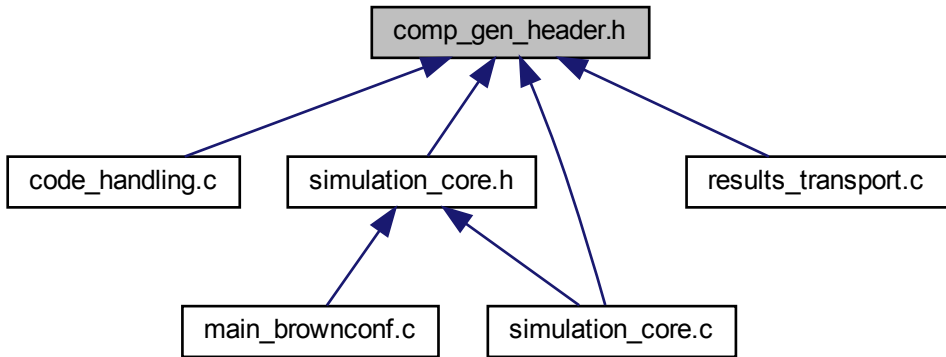 comp_gen_header.h
code_handling.c
simulation_core.h
results_transport.c
main_brownconf.c
simulation_core.c